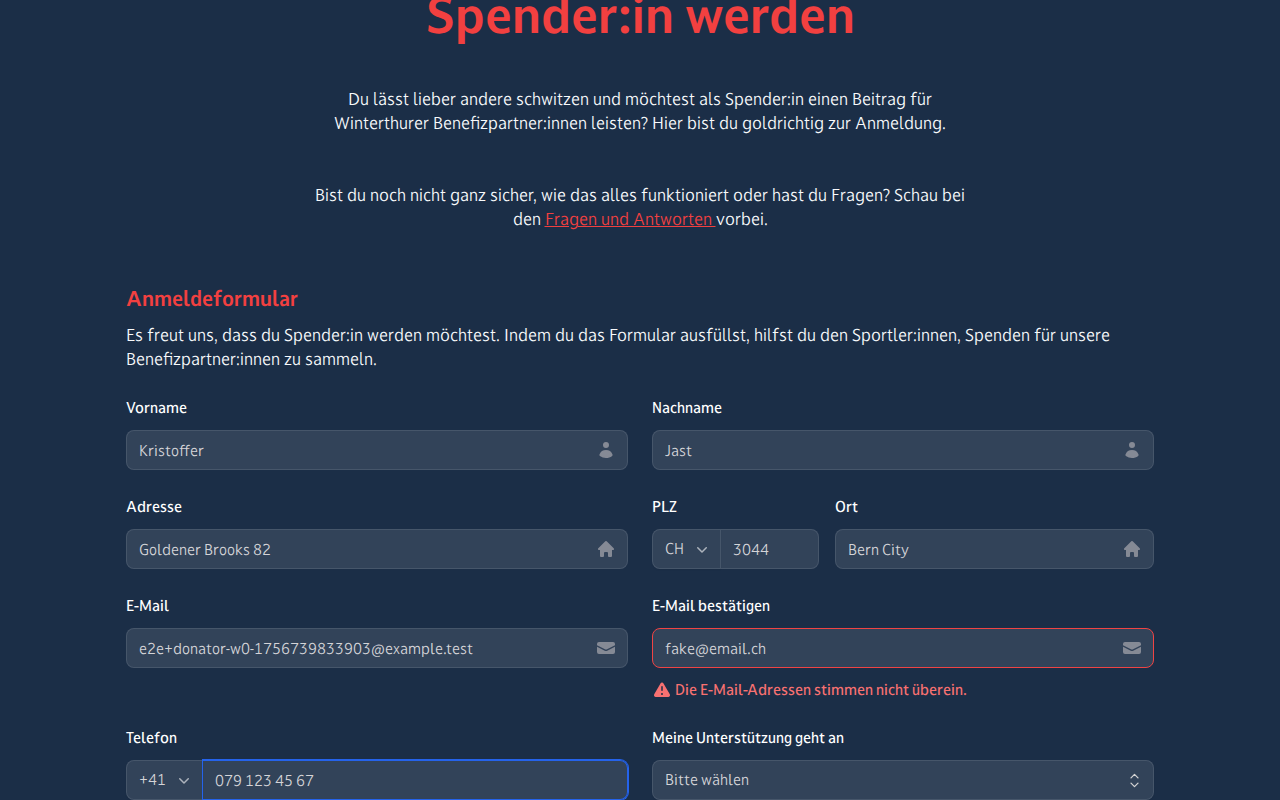 Spender:in werden
Du lässt lieber andere schwitzen und möchtest als Spender:in einen Beitrag für
Winterthurer Benefizpartner:innen leisten? Hier bist du goldrichtig zur Anmeldung.
Bist du noch nicht ganz sicher, wie das alles funktioniert oder hast du Fragen? Schau bei
den Fragen und Antworten vorbei.
Anmeldeformular
Es freut uns, dass du Spender:in werden möchtest. Indem du das Formular ausfüllst, hilfst du den Sportler:innen, Spenden für unsere
Benefizpartner:innen zu sammeln.
Vorname
Nachname
Kristoffer
Jast
Adresse
PLZ
Ort
Goldener Brooks 82
CH
3044
Bern City
E-Mail
E-Mail bestätigen
e2e+donator-w0-1756739833903@example.test
fake@email.ch
Die E-Mail-Adressen stimmen nicht überein.
Telefon
Meine Unterstützung geht an
+41
079 123 45 67
Bitte wählen